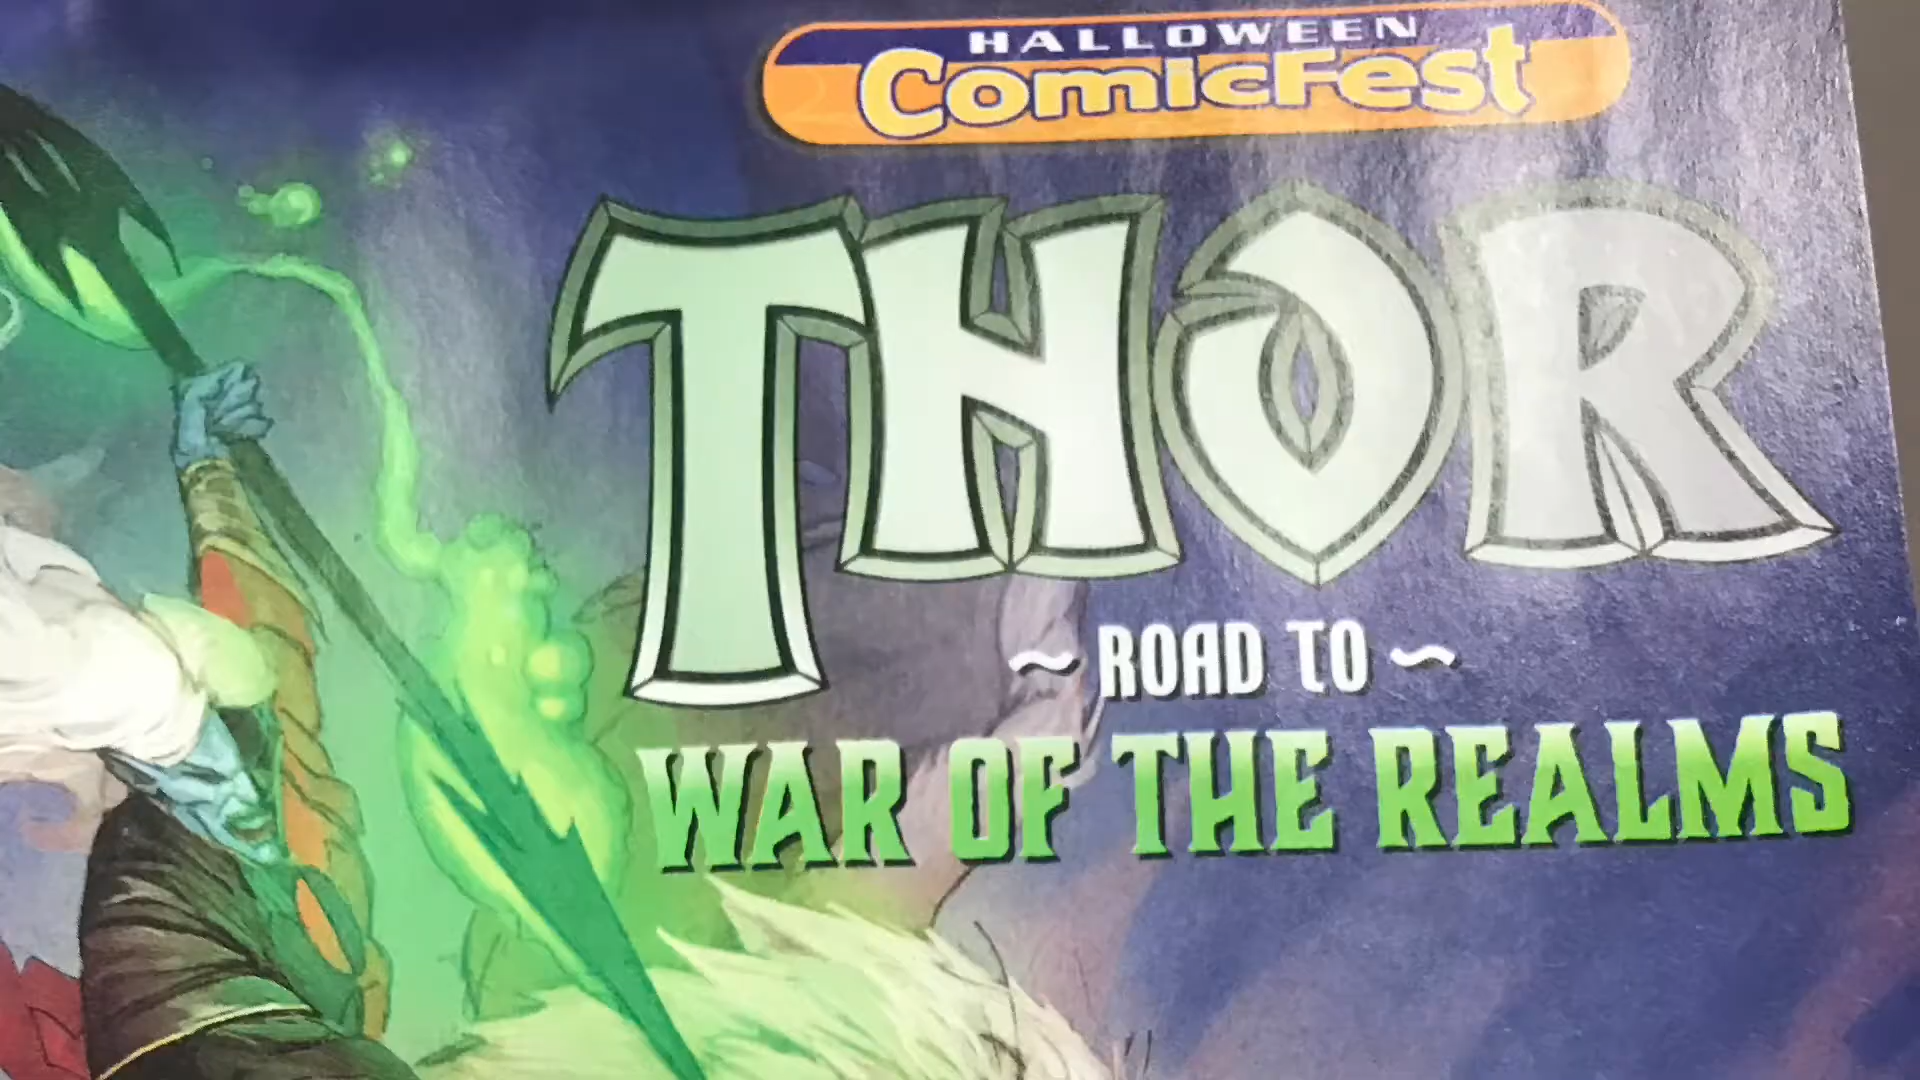 HALLOWEEN
ComicFest
THOR
~ROAD TO~
WAR OF THE REALMS